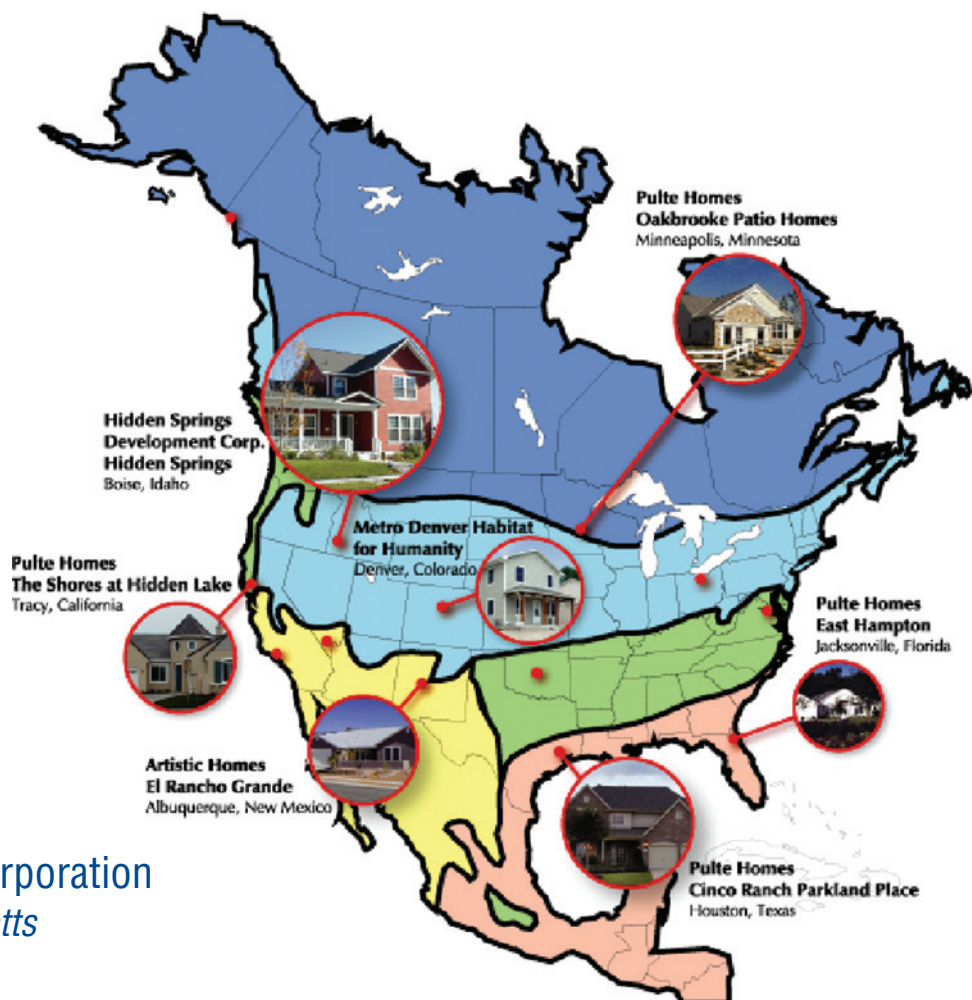 Pulte Homes
Oakbrooke Patio Homes
Minneapolis, Minnesota
Hidden Springs
Development Corp.
Hidden Springs
Boise, Idaho
Metro Denver Habitat
for Humanity
Denver, Colorado
Pulte Homes
The Shores at Hidden Lake
Tracy, California
Pulte Homes
East Hampton
Jacksonville, Florida
Artistic Homes
El Rancho Grande
Albuquerque, New Mexico
Pulte Homes
Cinco Ranch Parkland Place
Houston, Texas
rporation
tts